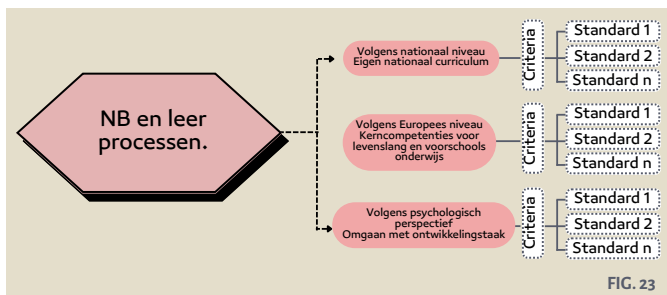 NB en leer
processen.
Volgens nationaal niveau
Eigen nationaal curriculum
Criteria
Standard 1
Standard 2
Standard n
Volgens Europees niveau
Kerncompetenties voor
levenslang en voorschools
onderwijs
Criteria
Standard 1
Standard 2
Standard n
Volgens psychologisch
perspectief
Omgaan met ontwikkelingstaak
Criteria
Standard 1
Standard 2
Standard n
FIG. 23